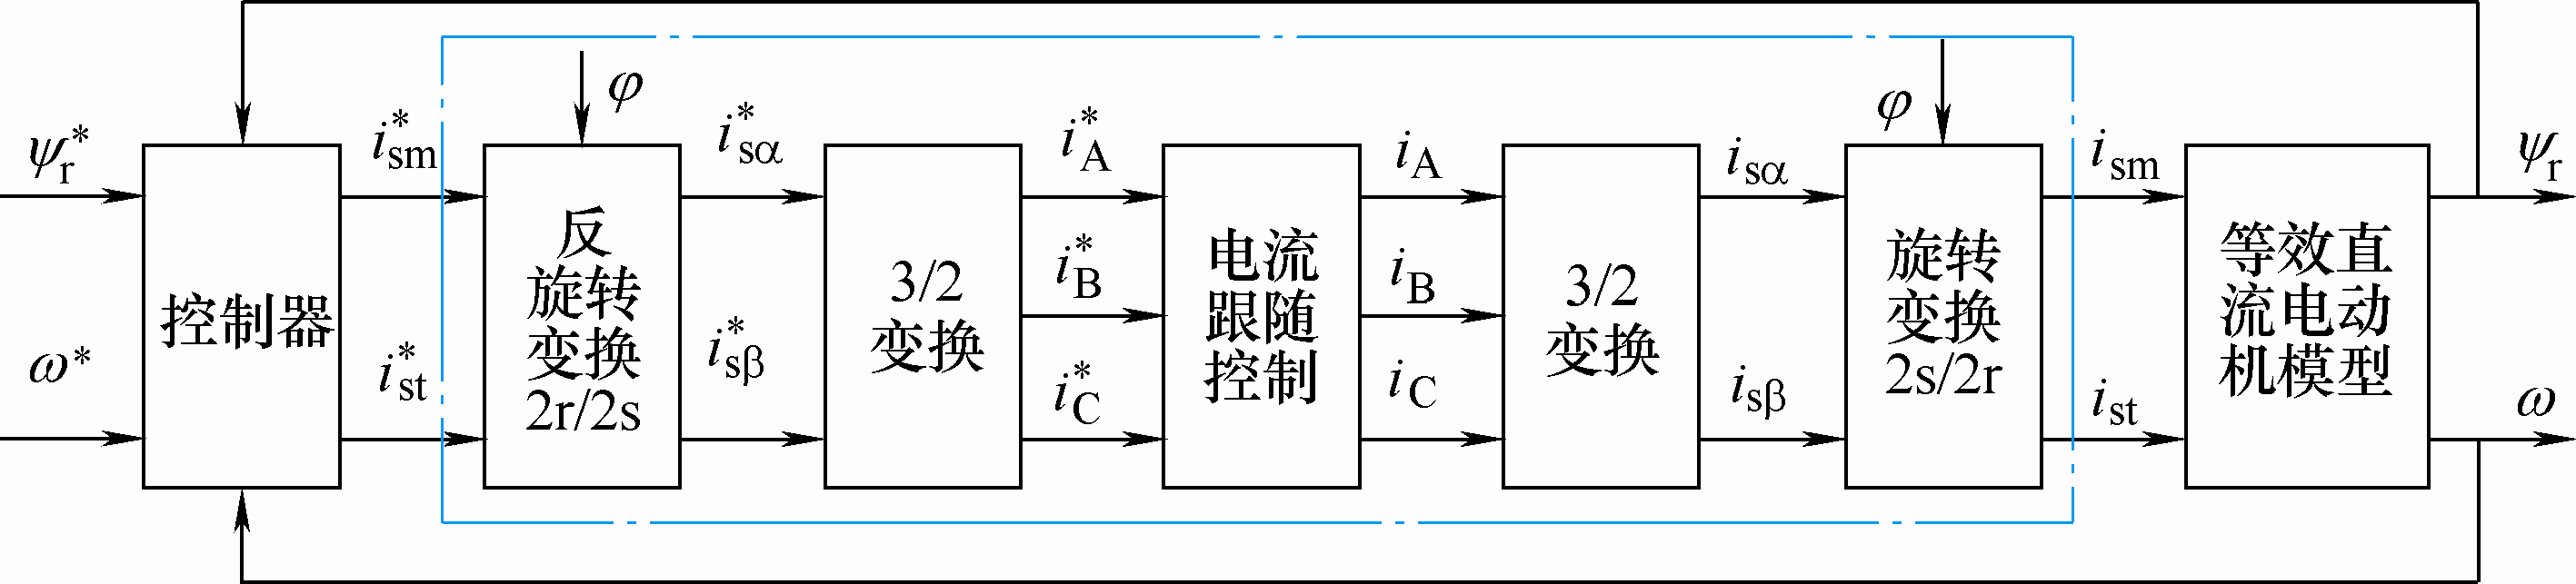 φ
φ
ψ*r
i*sm
i*sα
i*A
iA
isα
ism
ψr
控制器
反
旋转
变换
2r/2s
3/2
变换
i*B
电流
跟随
控制
iB
3/2
变换
旋转
变换
2s/2r
等效直
流电动
机模型
ω*
i*st
i*sβ
i*C
iC
isβ
ist
ω